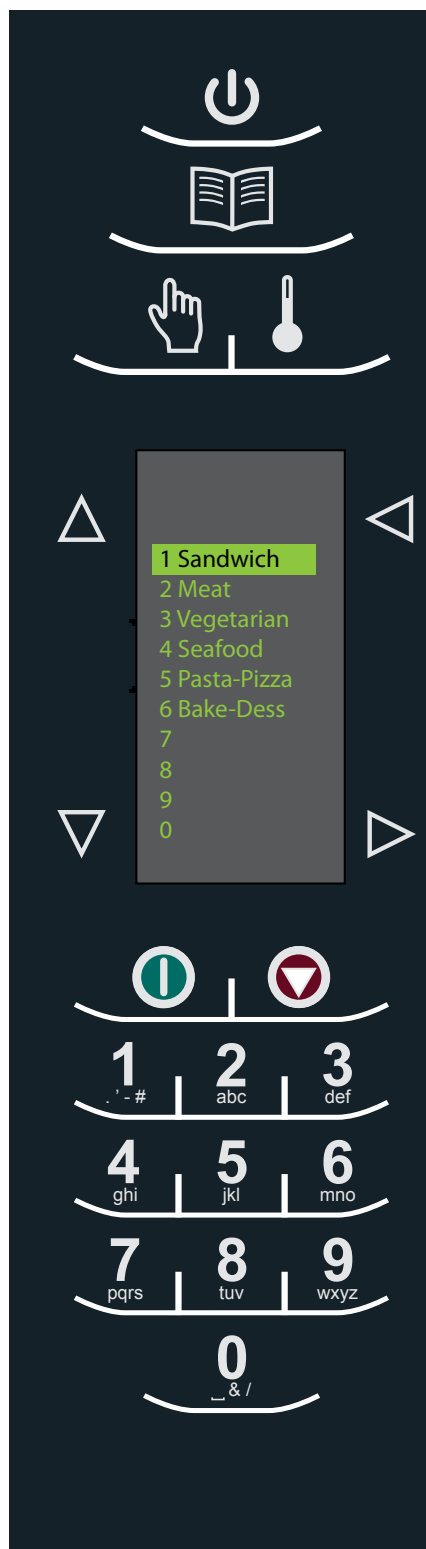 1 Sandwich
2 Meat
3 Vegetarian
4 Seafood
5 Pasta-Pizza
6 Bake-Dess
7
8
9
0
1 2 3
. ' - # abc def
4 5 6
ghi jkl mno
7 8 9
pqrs tuv wxyz
0
⎵ & /